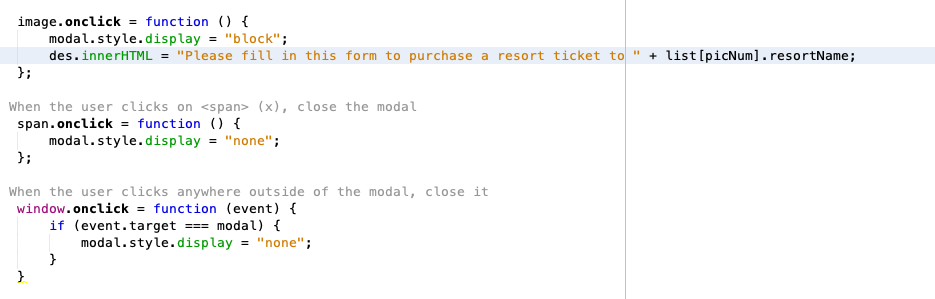 image.onclick = function () {
    modal.style.display = "block";
    des.innerHTML = "Please fill in this form to purchase a resort ticket to " + list[picNum].resortName;
};
When the user clicks on <span> (x), close the modal
span.onclick = function () {
    modal.style.display = "none";
};
When the user clicks anywhere outside of the modal, close it
window.onclick = function (event) {
    if (event.target === modal) {
        modal.style.display = "none";
    }
}